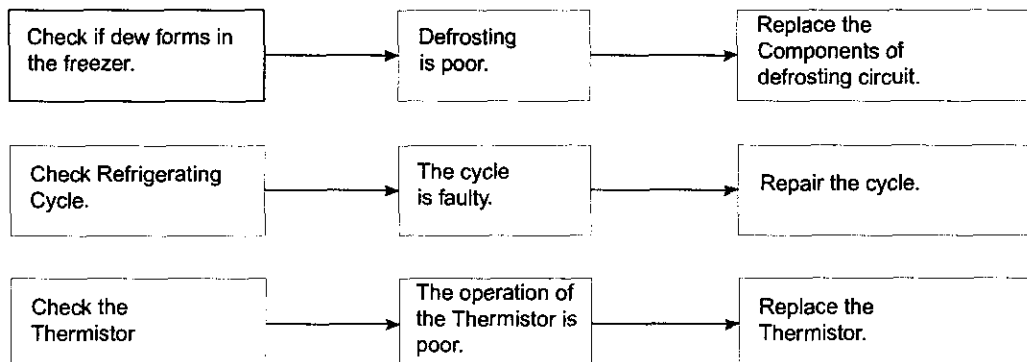 Check if dew forms in
the freezer.
Defrosting
is poor.
Replace the
Components of
defrosting circuit.
Check Refrigerating
Cycle.
The cycle
is faulty.
Repair the cycle.
Check the
Thermistor
The operation of
the Thermistor is
poor.
Replace the
Thermistor.